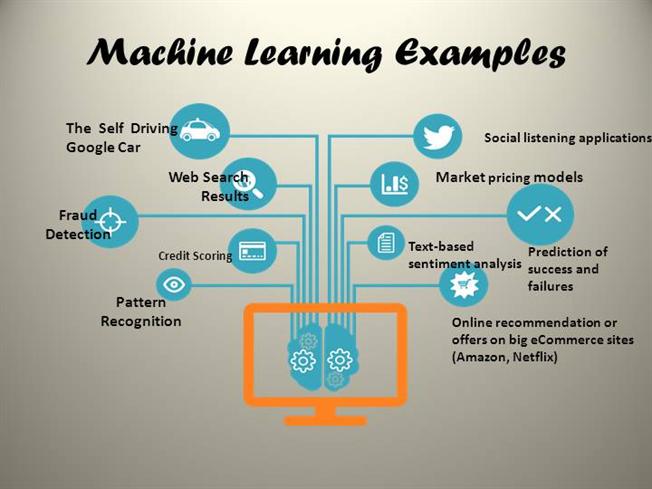 Machine Learning Examples
The Self Driving
Google Car
Web Search
Results
Fraud
Detection
Credit Scoring
Pattern
Recognition
Social listening applications
Market pricing models
$
Text-based
sentiment analysis
Prediction of
success and
failures
Online recommendation or
offers on big eCommerce sites
(Amazon, Netflix)